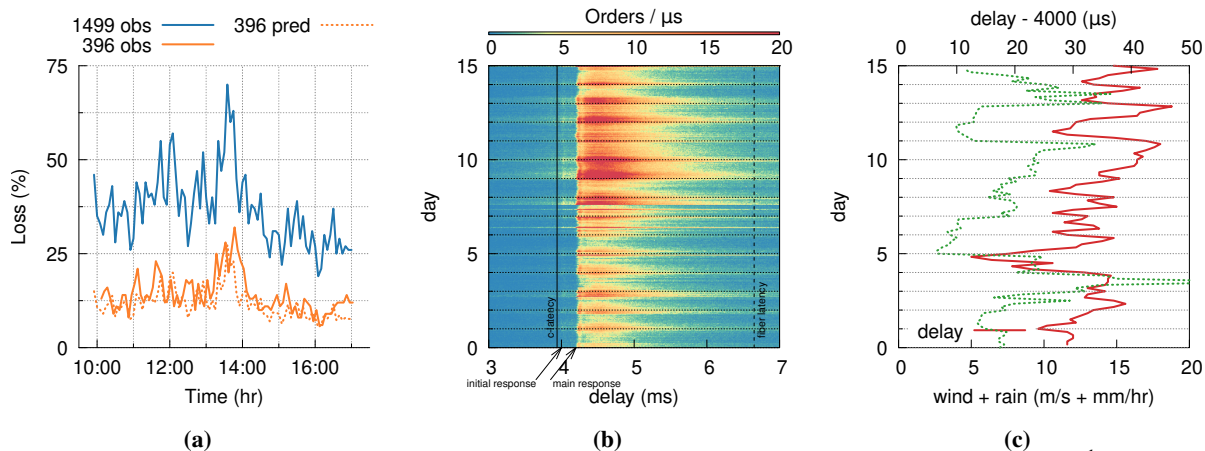 1499 obs
396 pred
396 obs
75
50
25
0
Loss (%)
10:00
12:00
14:00
16:00
Time (hr)
(a)
Orders / µs
0
5
10
15
20
15
10
5
0
day
c-latency
fiber latency
3
4
5
6
7
initial response
main response
delay (ms)
(b)
delay - 4000 (µs)
0
10
20
30
40
50
15
10
5
0
day
delay
0
5
10
15
20
wind + rain (m/s + mm/hr)
(c)